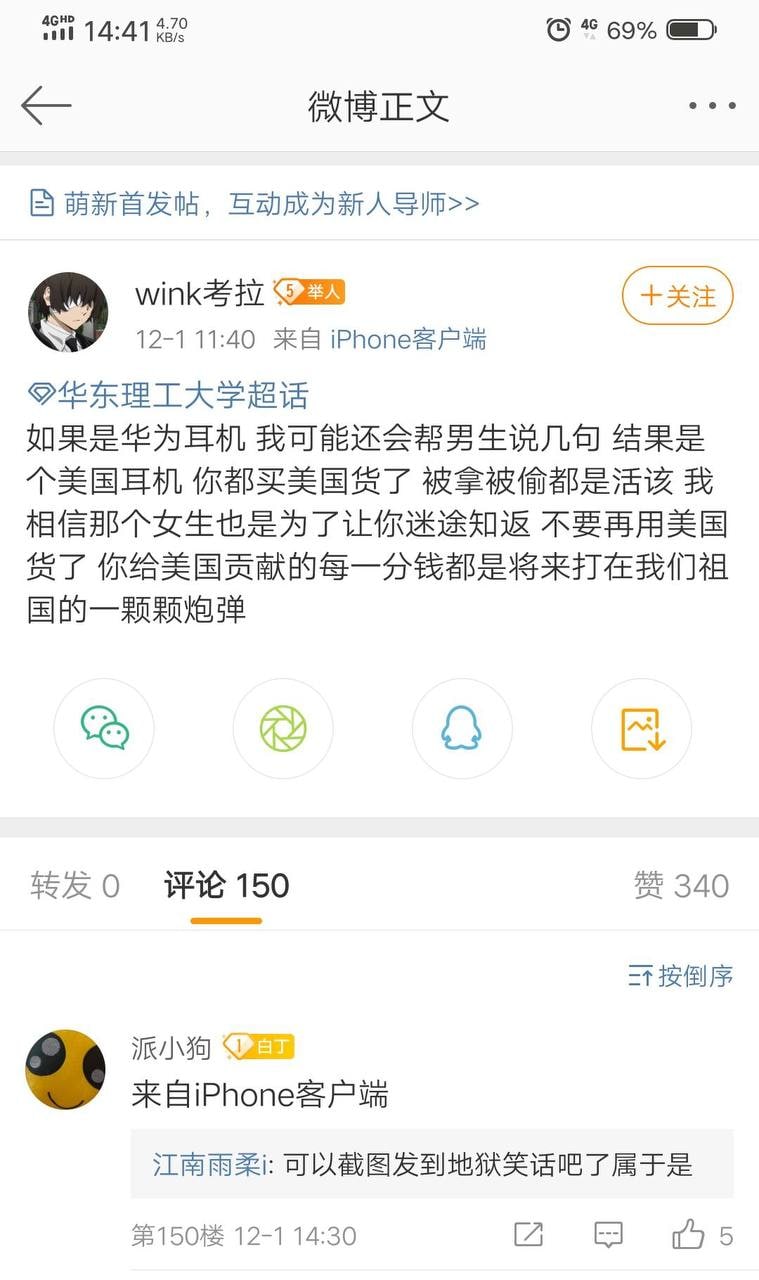 4GHD 14:41 4.70 KB/s 4G 69%
微博正文
萌新首发帖，互动成为新人导师>>
wink考拉 5 举人 +关注
12-1 11:40 来自 iPhone客户端
华东理工大学超话
如果是华为耳机 我可能还会帮男生说几句 结果是
个美国耳机 你都买美国货了 被拿被偷都是活该 我
相信那个女生也是为了让你迷途知返 不要再用美国
货了 你给美国贡献的每一分钱都是将来打在我们祖
国的一颗颗炮弹
转发 0 评论 150 赞 340
按倒序
派小狗 1 白丁
来自iPhone客户端
江南雨柔i: 可以截图发到地狱笑话吧了属于是
第150楼 12-1 14:30 5